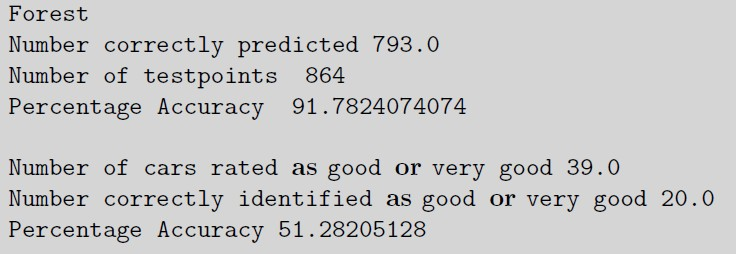 Forest
Number correctly predicted 793.0
Number of testpoints 864
Percentage Accuracy 91.7824074074
Number of cars rated as good or very good 39.0
Number correctly identified as good or very good 20.0
Percentage Accuracy 51.28205128